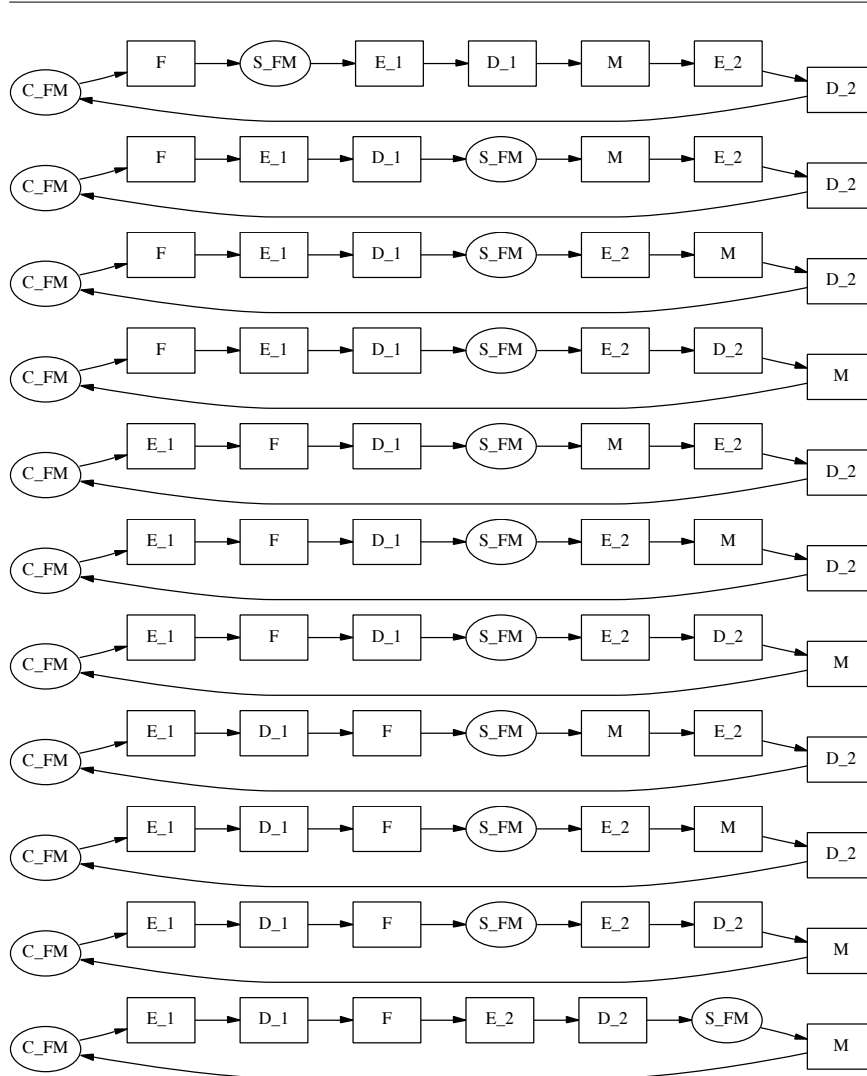 C_FM F S_FM E_1 D_1 M E_2 D_2
C_FM F E_1 D_1 S_FM M E_2 D_2
C_FM F E_1 D_1 S_FM E_2 M D_2
C_FM F E_1 D_1 S_FM E_2 D_2 M
C_FM E_1 F D_1 S_FM M E_2 D_2
C_FM E_1 F D_1 S_FM E_2 M D_2
C_FM E_1 F D_1 S_FM E_2 D_2 M
C_FM E_1 D_1 F S_FM M E_2 D_2
C_FM E_1 D_1 F S_FM E_2 M D_2
C_FM E_1 D_1 F S_FM E_2 D_2 M
C_FM E_1 D_1 F E_2 D_2 S_FM M